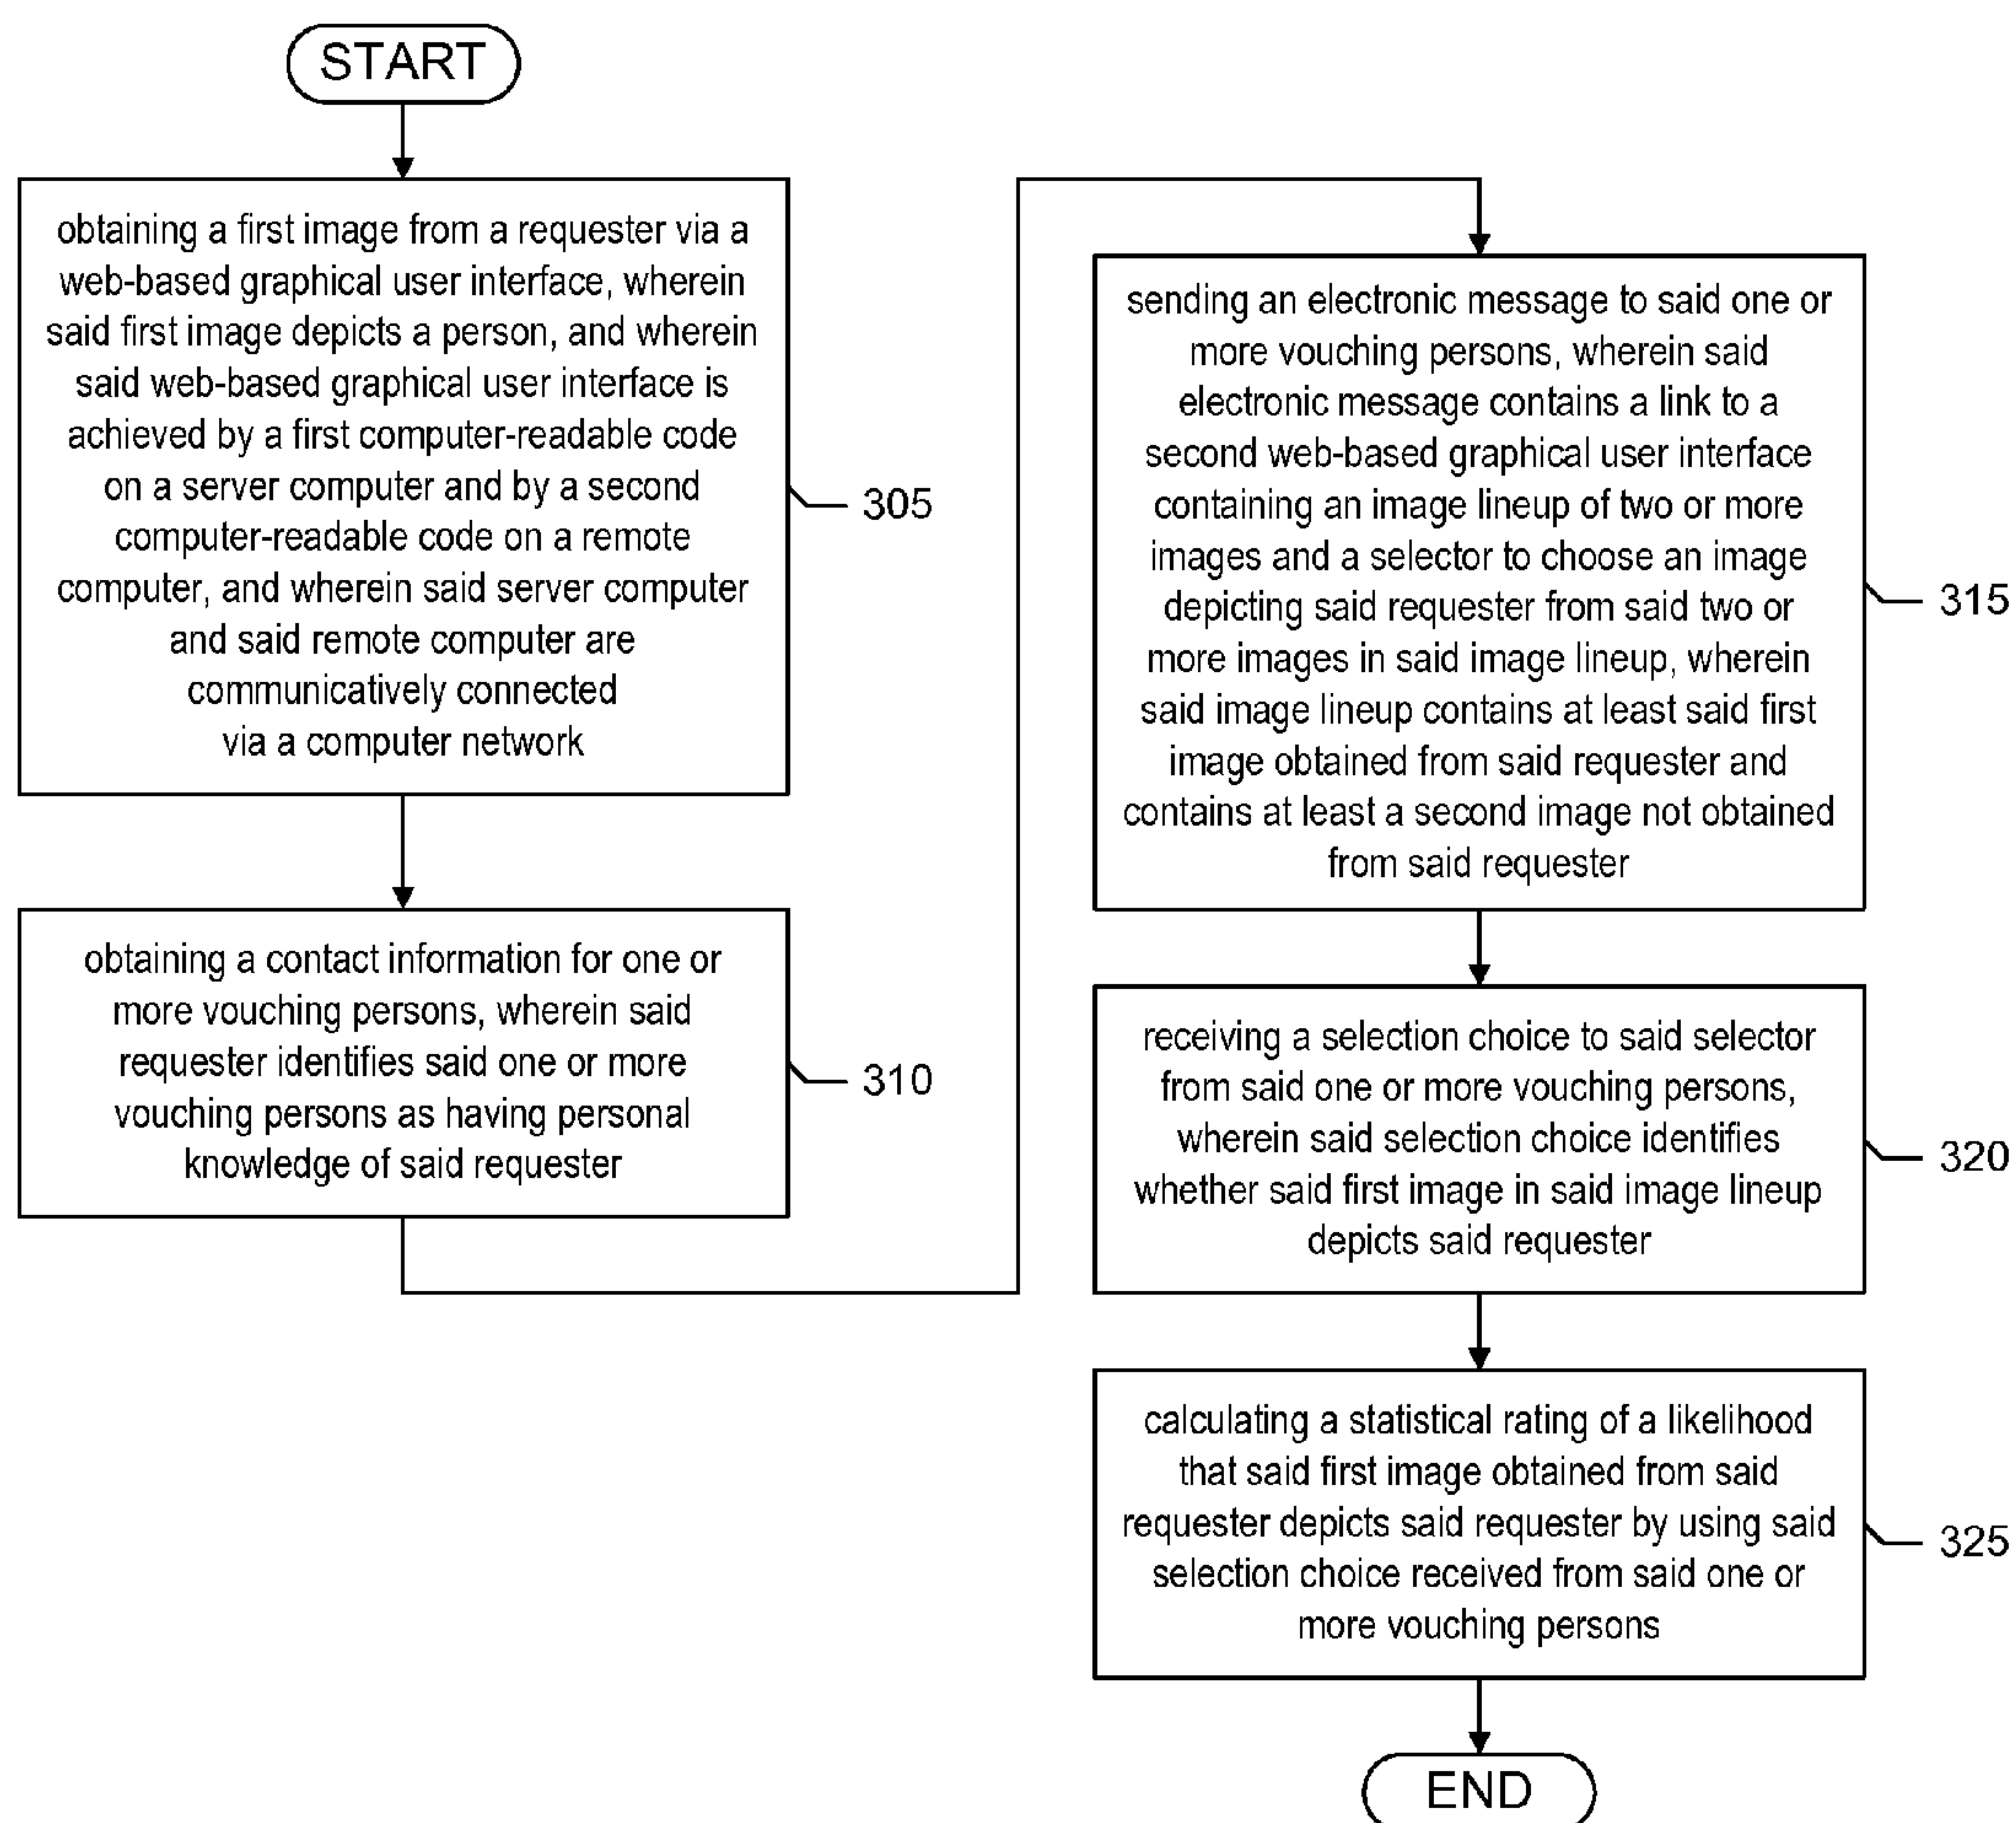 START
obtaining a first image from a requester via a
web-based graphical user interface, wherein
said first image depicts a person, and wherein
said web-based graphical user interface is
achieved by a first computer-readable code
on a server computer and by a second
computer-readable code on a remote
computer, and wherein said server computer
and said remote computer are
communicatively connected
via a computer network
305
obtaining a contact information for one or
more vouching persons, wherein said
requester identifies said one or more
vouching persons as having personal
knowledge of said requester
310
sending an electronic message to said one or
more vouching persons, wherein said
electronic message contains a link to a
second web-based graphical user interface
containing an image lineup of two or more
images and a selector to choose an image
depicting said requester from said two or
more images in said image lineup, wherein
said image lineup contains at least said first
image obtained from said requester and
contains at least a second image not obtained
from said requester
315
receiving a selection choice to said selector
from said one or more vouching persons,
wherein said selection choice identifies
whether said first image in said image lineup
depicts said requester
320
calculating a statistical rating of a likelihood
that said first image obtained from said
requester depicts said requester by using said
selection choice received from said one or
more vouching persons
325
END